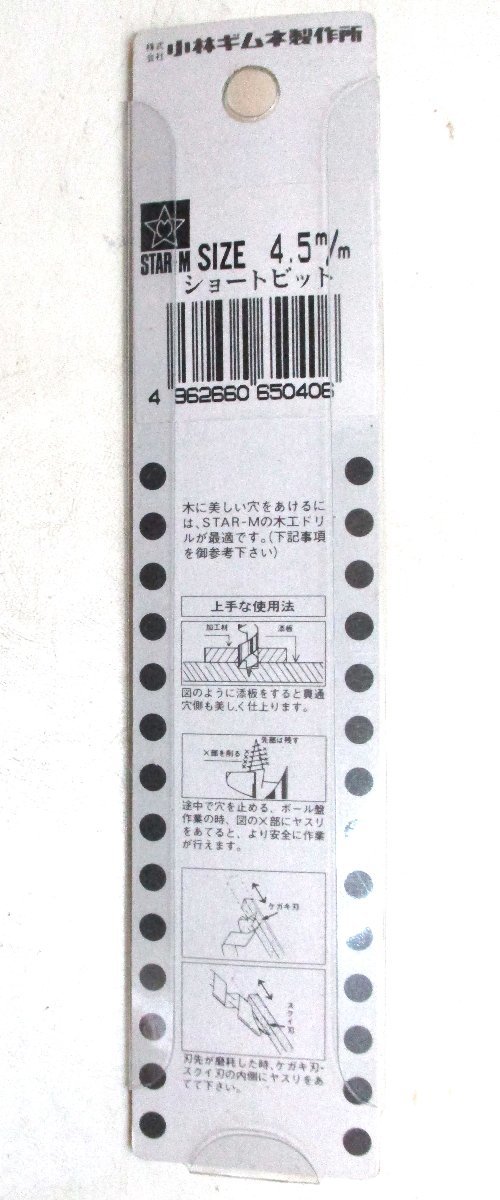 株式会社 小林ギムネ製作所
STAR-M SIZE 4.5m/m
ショートビット
4 962660 650406
木に美しい穴をあけるに
は、STAR-Mの木工ドリ
ルが最適です。(下記事項
を御参考下さい)
上手な使用法
加工材 添板
図のように添板をすると貫通
穴側も美しく仕上ります。
先端は残す
×部を削る
途中で穴を止める、ボール盤
作業の時、図の×部にヤスリ
をあてると、より安全に作業
が行えます。
ケガキ刃
スクイ刃
刃先が磨耗した時、ケガキ刃・
スクイ刃の内側にヤスリをあ
てて下さい。